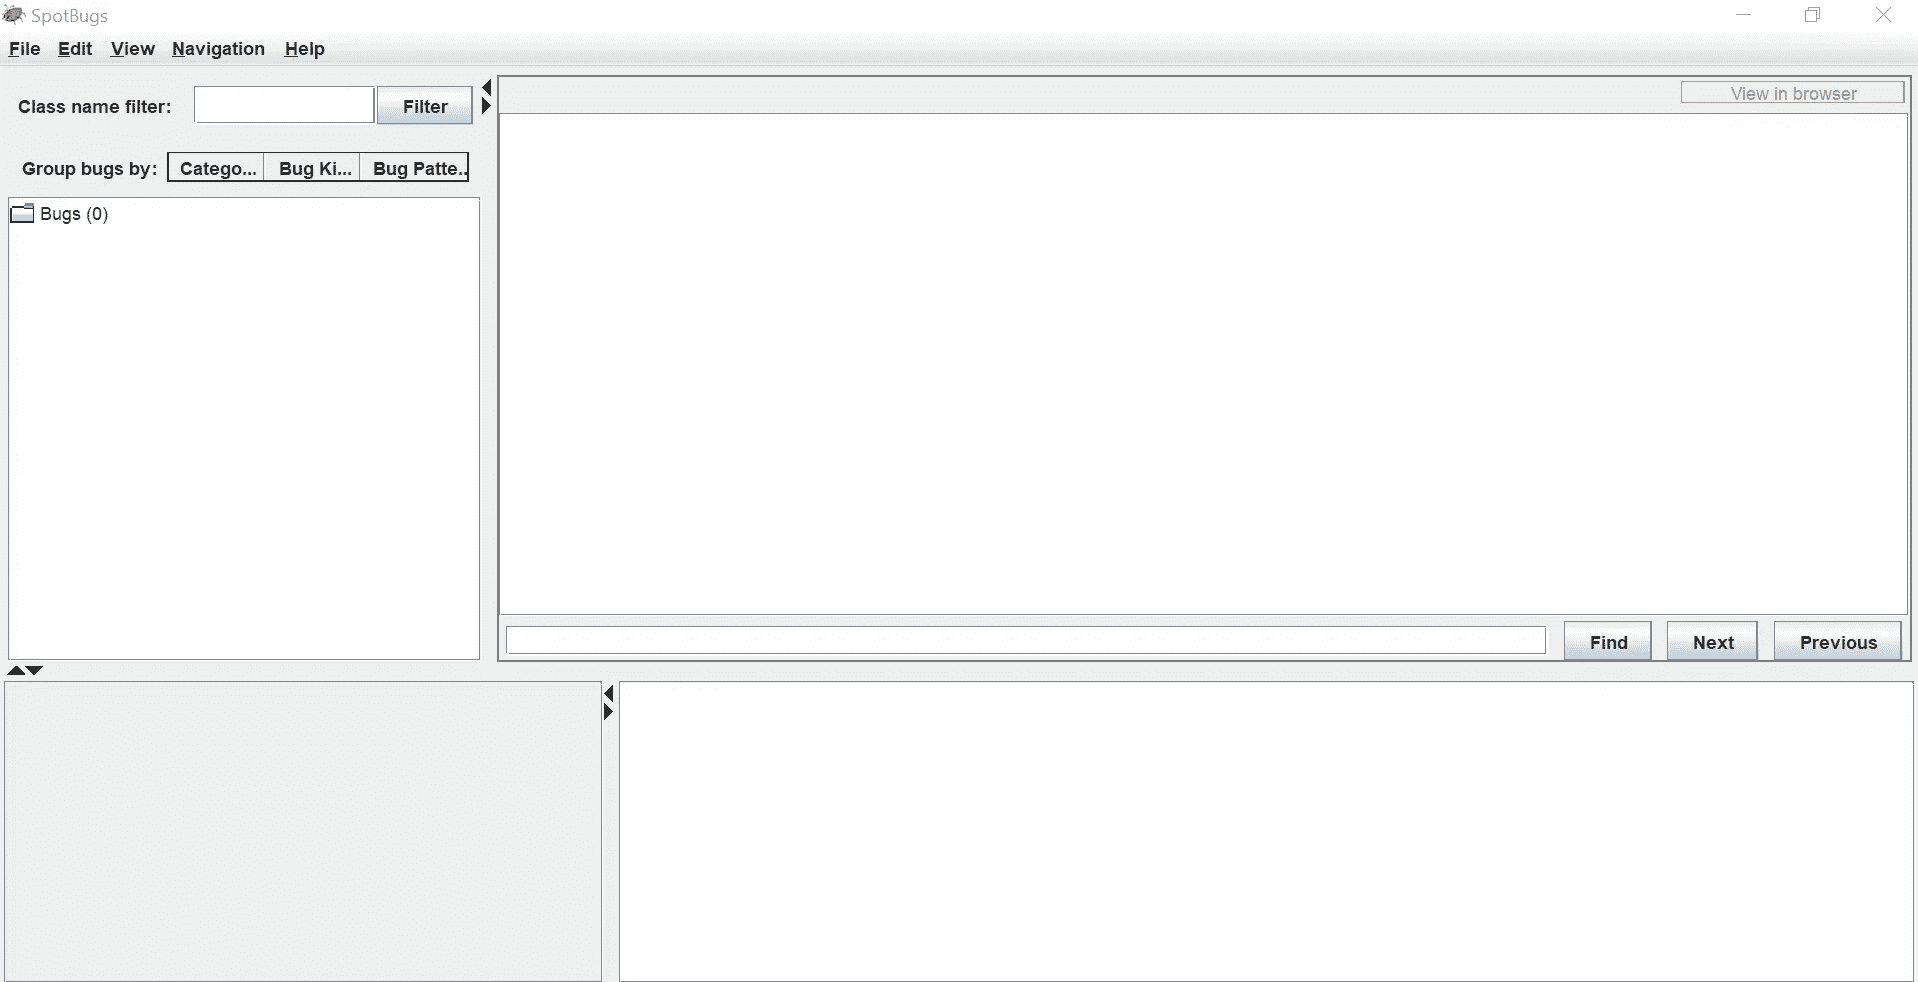 SpotBugs
File Edit View Navigation Help
Class name filter: Filter
View in browser
Group bugs by: Catego... Bug Ki... Bug Patte..
Bugs (0)
Find Next Previous